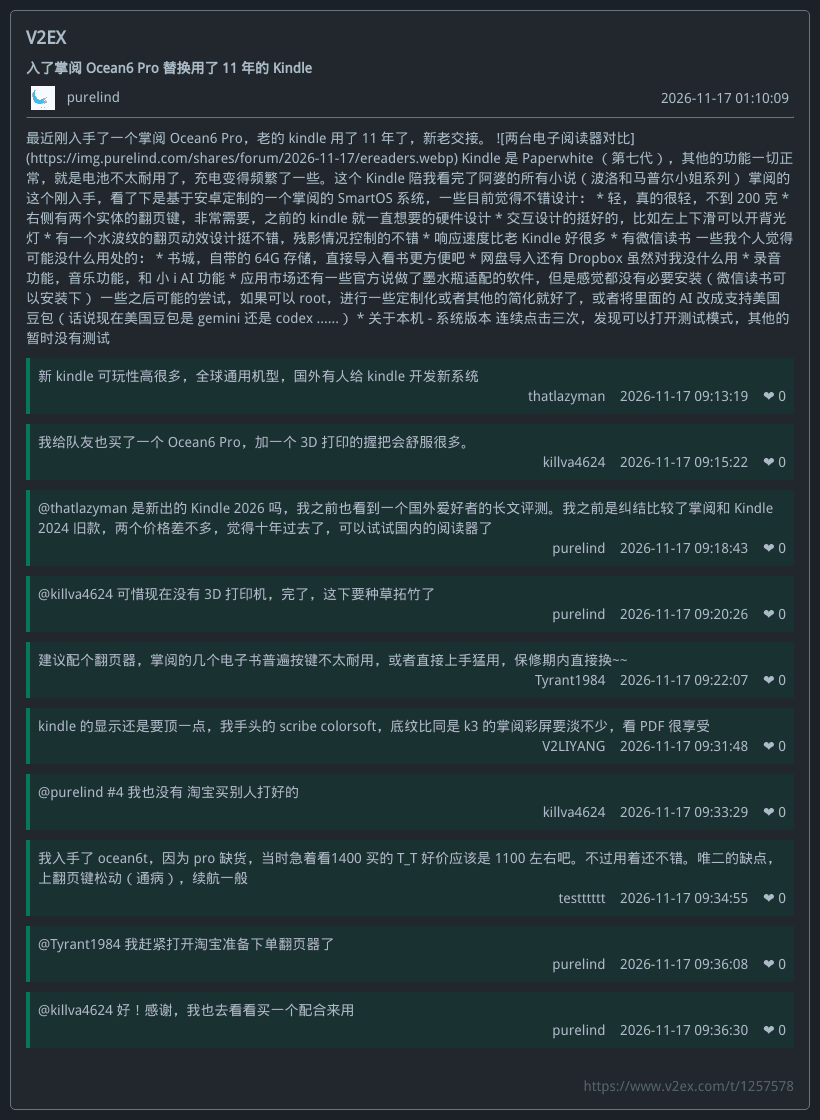 V2EX
入了掌阅 Ocean6 Pro 替换用了 11 年的 Kindle
purelind 2026-11-17 01:10:09
最近刚入手了一个掌阅 Ocean6 Pro，老的 kindle 用了 11 年了，新老交接。 ![两台电子阅读器对比]
(https://img.purelind.com/shares/forum/2026-11-17/ereaders.webp) Kindle 是 Paperwhite （ 第七代 ），其他的功能一切正
常，就是电池不太耐用了，充电变得频繁了一些。这个 Kindle 陪我看完了阿婆的所有小说（ 波洛和马普尔小姐系列 ） 掌阅的
这个刚入手，看了下是基于安卓定制的一个掌阅的 SmartOS 系统，一些目前觉得不错设计： * 轻，真的很轻，不到 200 克 *
右侧有两个实体的翻页键，非常需要，之前的 kindle 就一直想要的硬件设计 * 交互设计的挺好的，比如左上下滑可以开背光
灯 * 有一个水波纹的翻页动效设计挺不错，残影情况控制的不错 * 响应速度比老 Kindle 好很多 * 有微信读书 一些我个人觉得
可能没什么用处的： * 书城，自带的 64G 存储，直接导入看书更方便吧 * 网盘导入还有 Dropbox 虽然对我没什么用 * 录音
功能，音乐功能，和 小 i AI 功能 * 应用市场还有一些官方说做了墨水瓶适配的软件，但是感觉都没有必要安装（ 微信读书可
以安装下 ） 一些之后可能的尝试，如果可以 root，进行一些定制化或者其他的简化就好了，或者将里面的 AI 改成支持美国
豆包（ 话说现在美国豆包是 gemini 还是 codex ...... ） * 关于本机 - 系统版本 连续点击三次，发现可以打开测试模式，其他的
暂时没有测试
新 kindle 可玩性高很多，全球通用机型，国外有人给 kindle 开发新系统
thatlazyman 2026-11-17 09:13:19 ❤ 0
我给队友也买了一个 Ocean6 Pro，加一个 3D 打印的握把会舒服很多。
killva4624 2026-11-17 09:15:22 ❤ 0
@thatlazyman 是新出的 Kindle 2026 吗，我之前也看到一个国外爱好者的长文评测。我之前是纠结比较了掌阅和 Kindle
2024 旧款，两个价格差不多，觉得十年过去了，可以试试国内的阅读器了
purelind 2026-11-17 09:18:43 ❤ 0
@killva4624 可惜现在没有 3D 打印机，完了，这下要种草拓竹了
purelind 2026-11-17 09:20:26 ❤ 0
建议配个翻页器，掌阅的几个电子书普遍按键不太耐用，或者直接上手猛用，保修期内直接换~~
Tyrant1984 2026-11-17 09:22:07 ❤ 0
kindle 的显示还是要顶一点，我手头的 scribe colorsoft，底纹比同是 k3 的掌阅彩屏要淡不少，看 PDF 很享受
V2LIYANG 2026-11-17 09:31:48 ❤ 0
@purelind #4 我也没有 淘宝买别人打好的
killva4624 2026-11-17 09:33:29 ❤ 0
我入手了 ocean6t，因为 pro 缺货，当时急着看1400 买的 T_T 好价应该是 1100 左右吧。不过用着还不错。唯二的缺点，
上翻页键松动（ 通病 ），续航一般
testttttt 2026-11-17 09:34:55 ❤ 0
@Tyrant1984 我赶紧打开淘宝准备下单翻页器了
purelind 2026-11-17 09:36:08 ❤ 0
@killva4624 好！感谢，我也去看看买一个配合来用
purelind 2026-11-17 09:36:30 ❤ 0
https://www.v2ex.com/t/1257578